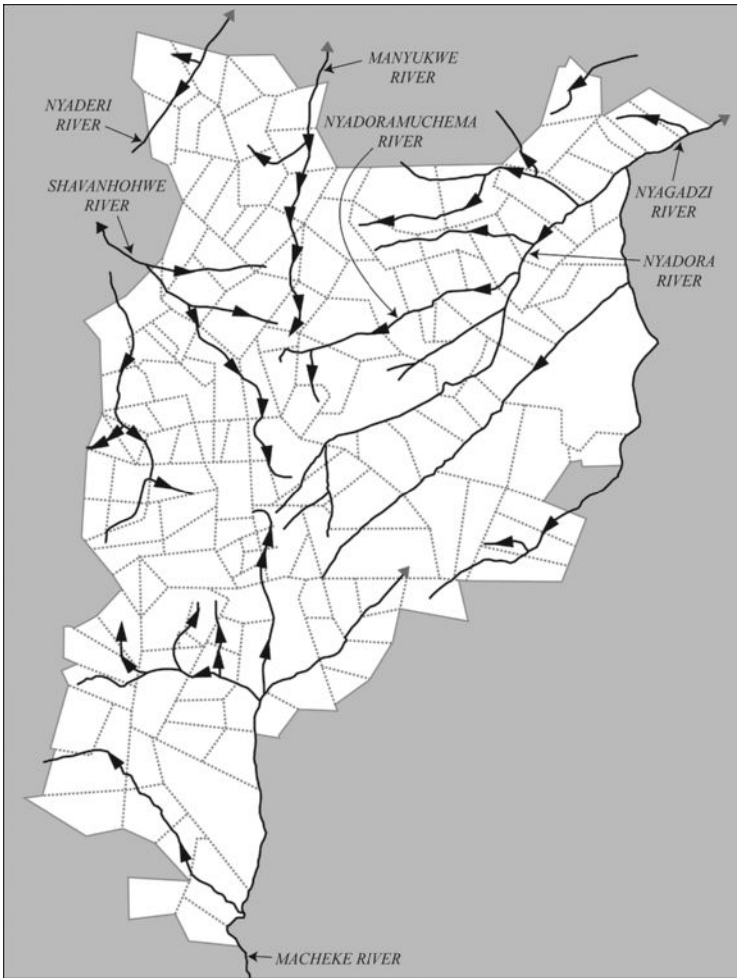 MANYUKWE
RIVER
NYADERI
RIVER
NYADORAMUCHEMA
RIVER
SHAVANHOHWE
RIVER
NYAGADZI
RIVER
NYADORA
RIVER
MACHEKE RIVER